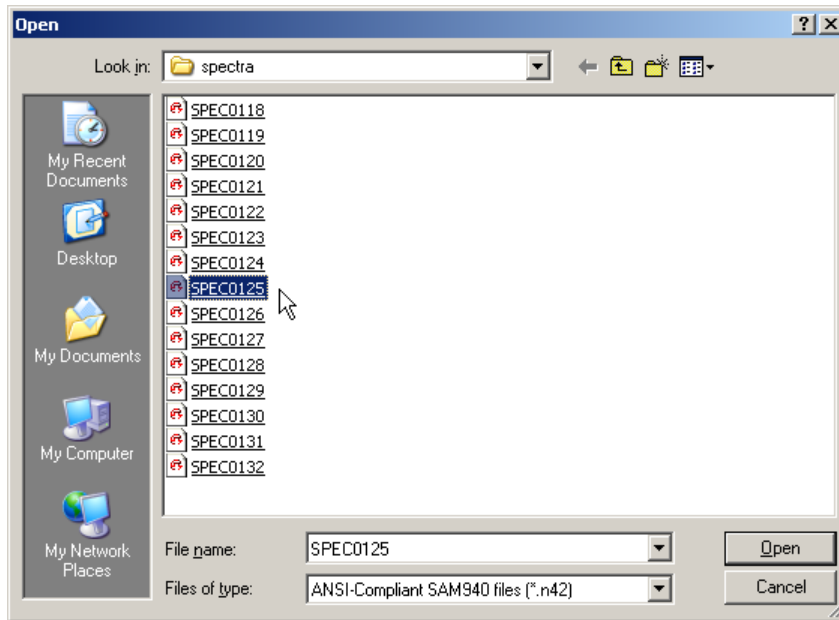 Open
Look in: spectra
SPEC0118
SPEC0119
SPEC0120
SPEC0121
SPEC0122
SPEC0123
SPEC0124
SPEC0125
SPEC0126
SPEC0127
SPEC0128
SPEC0129
SPEC0130
SPEC0131
SPEC0132
My Recent
Documents
Desktop
My Documents
My Computer
My Network
Places
File name: SPEC0125 Open
Files of type: ANSI-Compliant SAM940 files (*.n42) Cancel